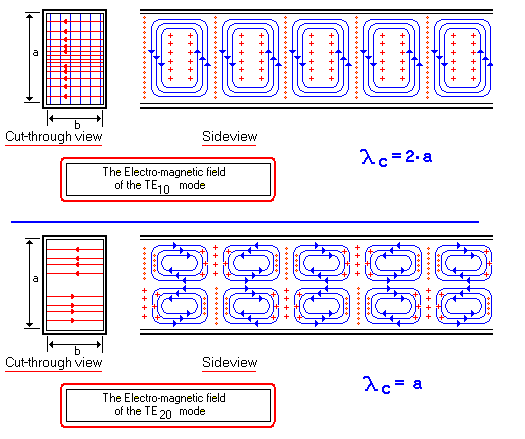 a
b
Cut-through view
Sideview
The Electro-magnetic field
of the TE10 mode
λc = 2·a
a
b
Cut-through view
Sideview
The Electro-magnetic field
of the TE20 mode
λc = a